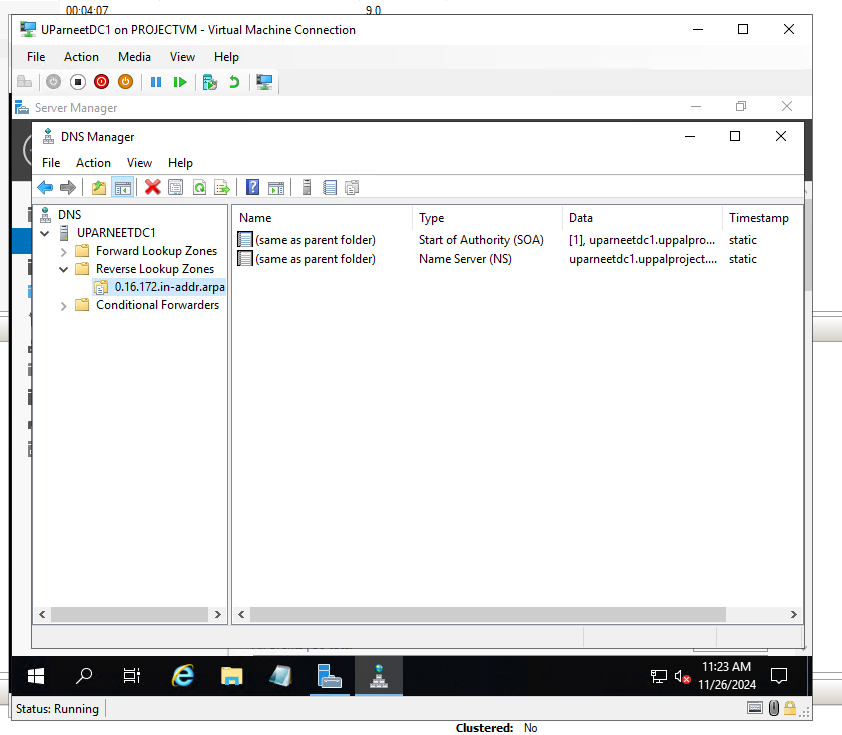 00:04:07 9.0
UParneetDC1 on PROJECTVM - Virtual Machine Connection
File Action Media View Help
Server Manager
DNS Manager
File Action View Help
DNS
UPARNEETDC1
Forward Lookup Zones
Reverse Lookup Zones
0.16.172.in-addr.arpa
Conditional Forwarders
Name Type Data Timestamp
(same as parent folder) Start of Authority (SOA) [1], uparneetdc1.uppalpro... static
(same as parent folder) Name Server (NS) uparneetdc1.uppalproject.... static
11:23 AM
11/26/2024
Status: Running
Clustered: No